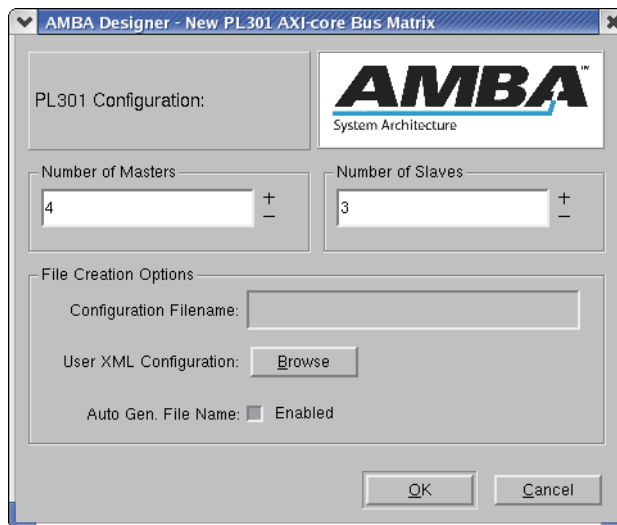 AMBA Designer - New PL301 AXI-core Bus Matrix
PL301 Configuration:
AMBA™
System Architecture
Number of Masters
4
+
−
Number of Slaves
3
+
−
File Creation Options
Configuration Filename:
User XML Configuration:
Browse
Auto Gen. File Name:
Enabled
OK
Cancel